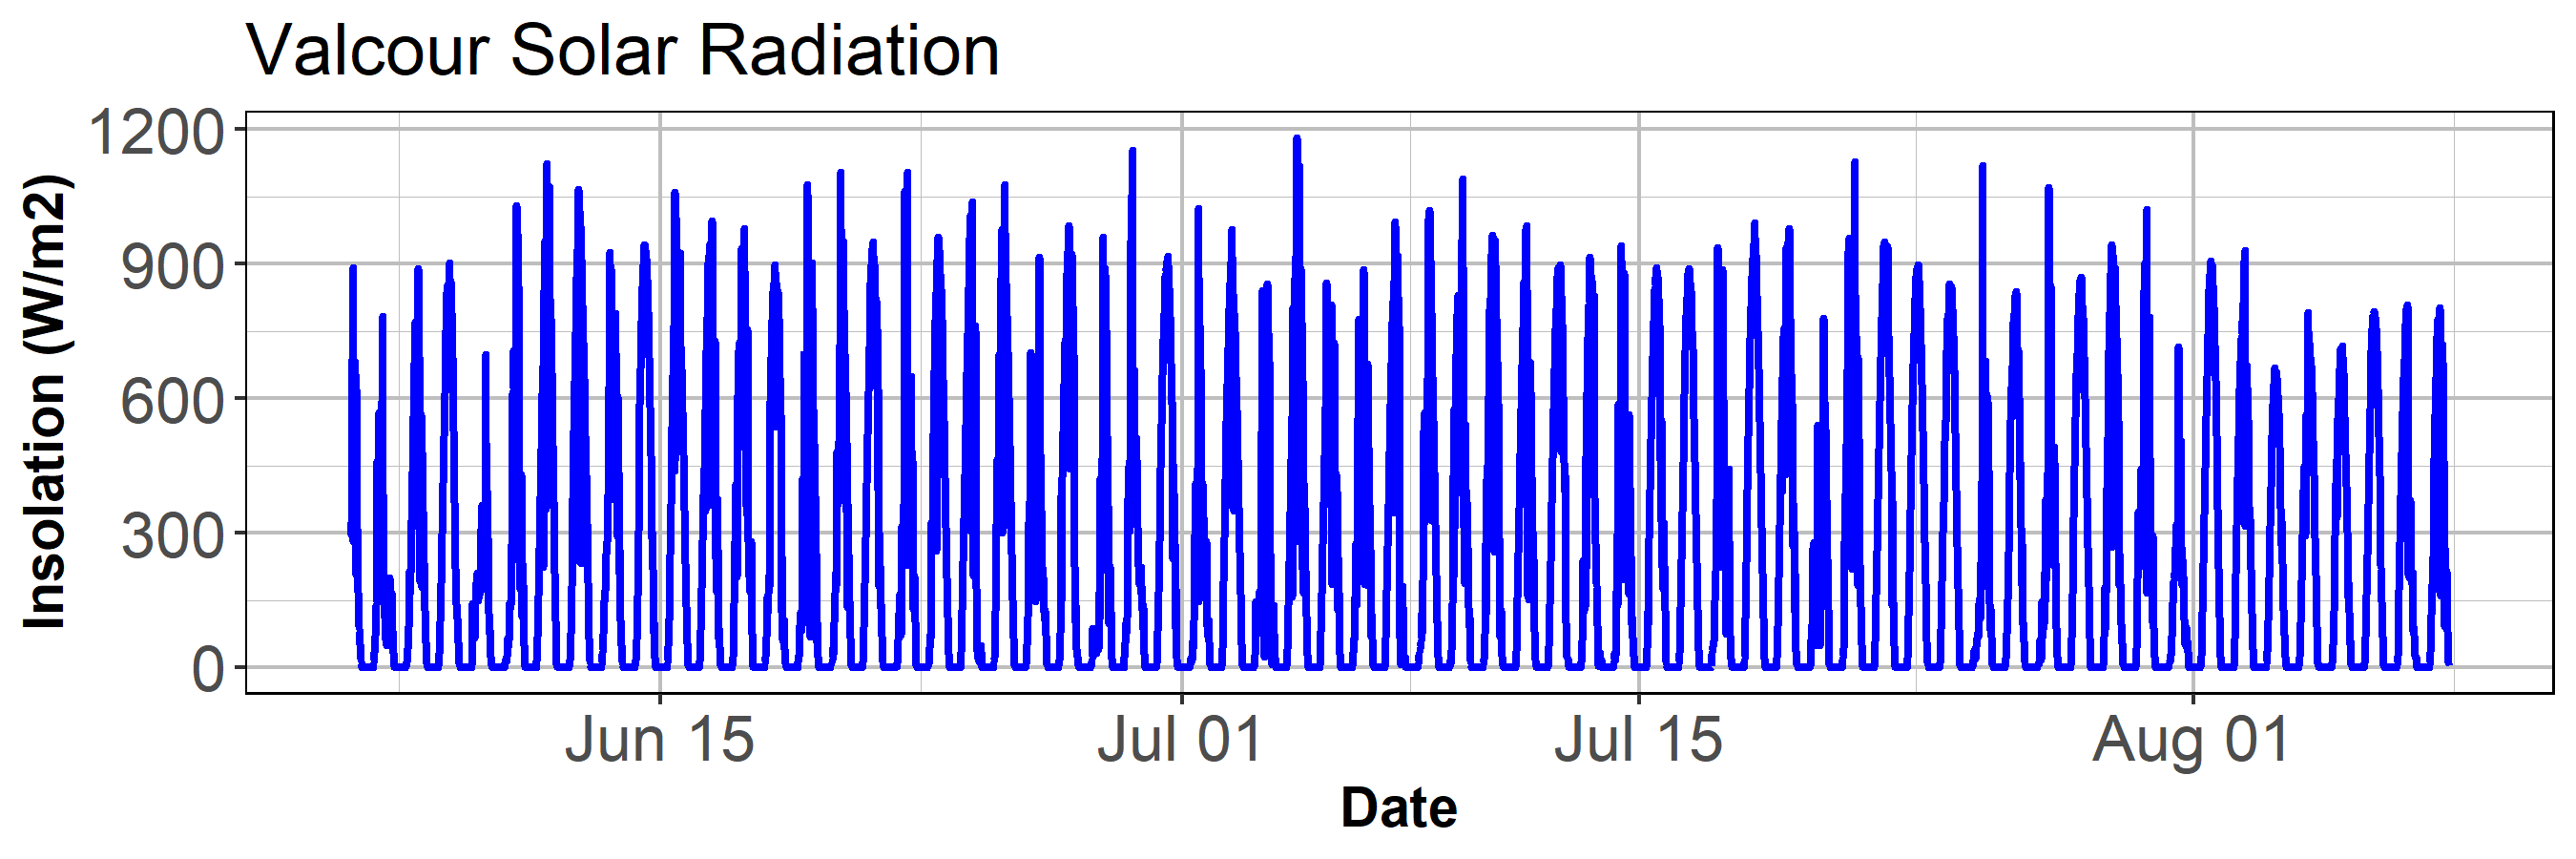 Valcour Solar Radiation
Insolation (W/m2)
1200
900
600
300
0
Jun 15
Jul 01
Jul 15
Aug 01
Date